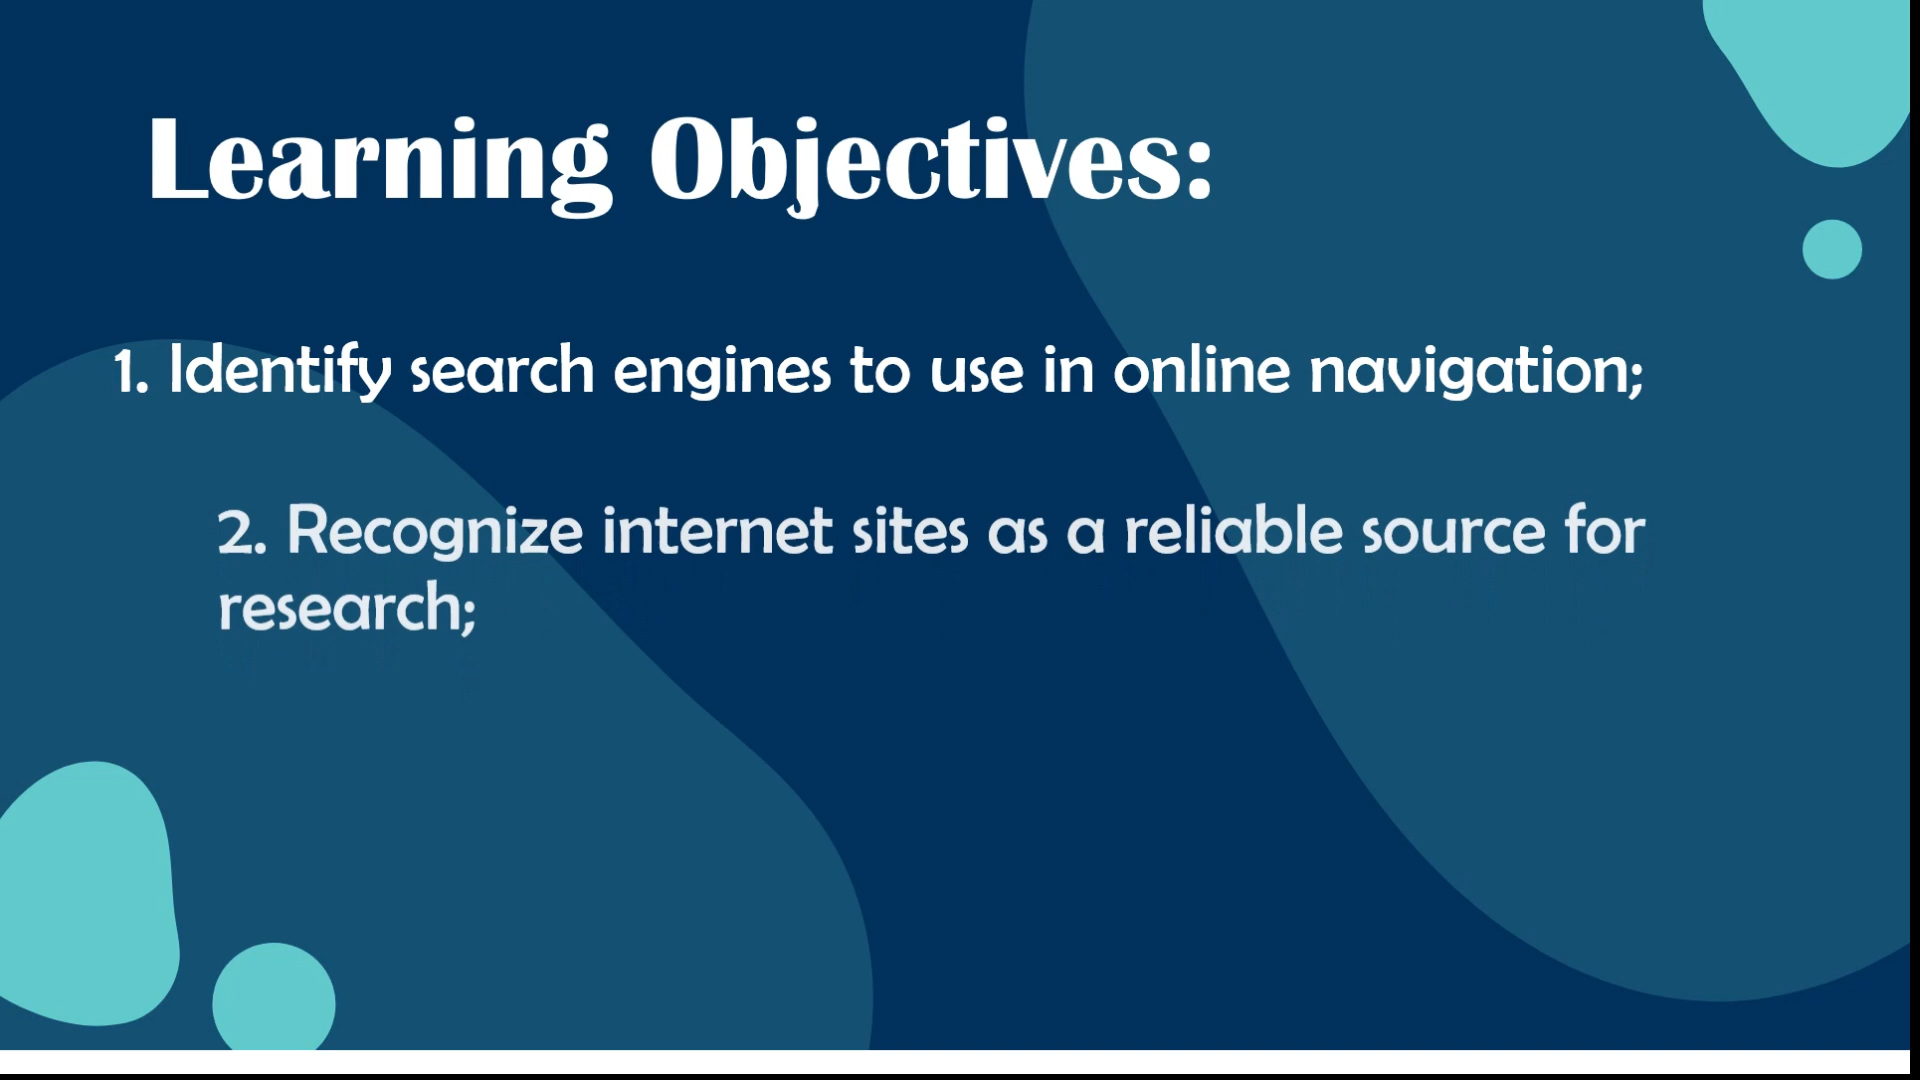 Learning Objectives:
1. Identify search engines to use in online navigation;
2. Recognize internet sites as a reliable source for
research;